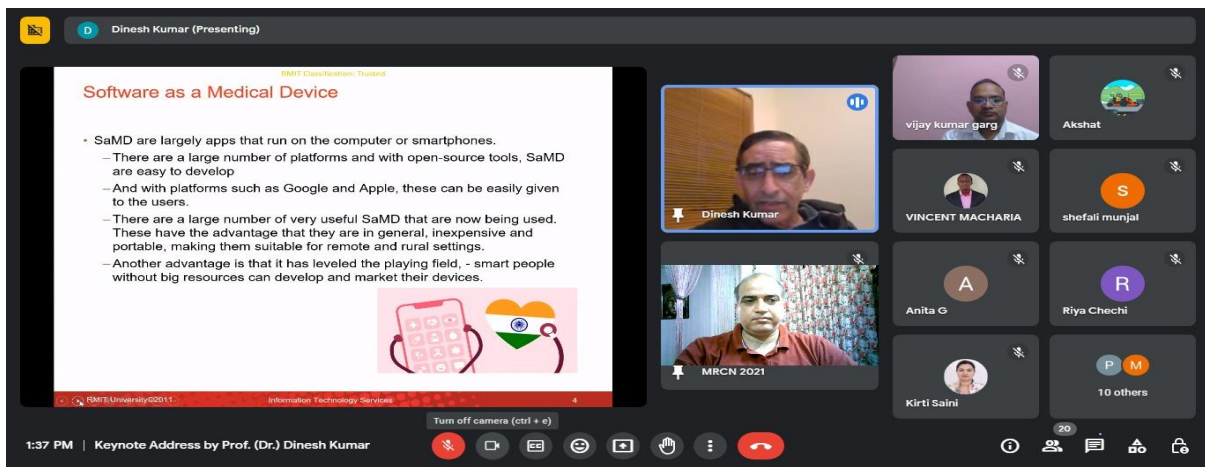 D Dinesh Kumar (Presenting)
RMIT Classification: Trusted
Software as a Medical Device
• SaMD are largely apps that run on the computer or smartphones.
– There are a large number of platforms and with open-source tools, SaMD
are easy to develop
– And with platforms such as Google and Apple, these can be easily given
to the users.
– There are a large number of very useful SaMD that are now being used.
These have the advantage that they are in general, inexpensive and
portable, making them suitable for remote and rural settings.
– Another advantage is that it has leveled the playing field, - smart people
without big resources can develop and market their devices.
RMIT University©2011
Information Technology Services
4
Dinesh Kumar
MRCN 2021
vijay kumar garg
Akshat
VINCENT MACHARIA
S
shefali munjal
A
Anita G
R
Riya Chechi
Kirti Saini
P M
10 others
Turn off camera (ctrl + e)
1:37 PM | Keynote Address by Prof. (Dr.) Dinesh Kumar
CC
20